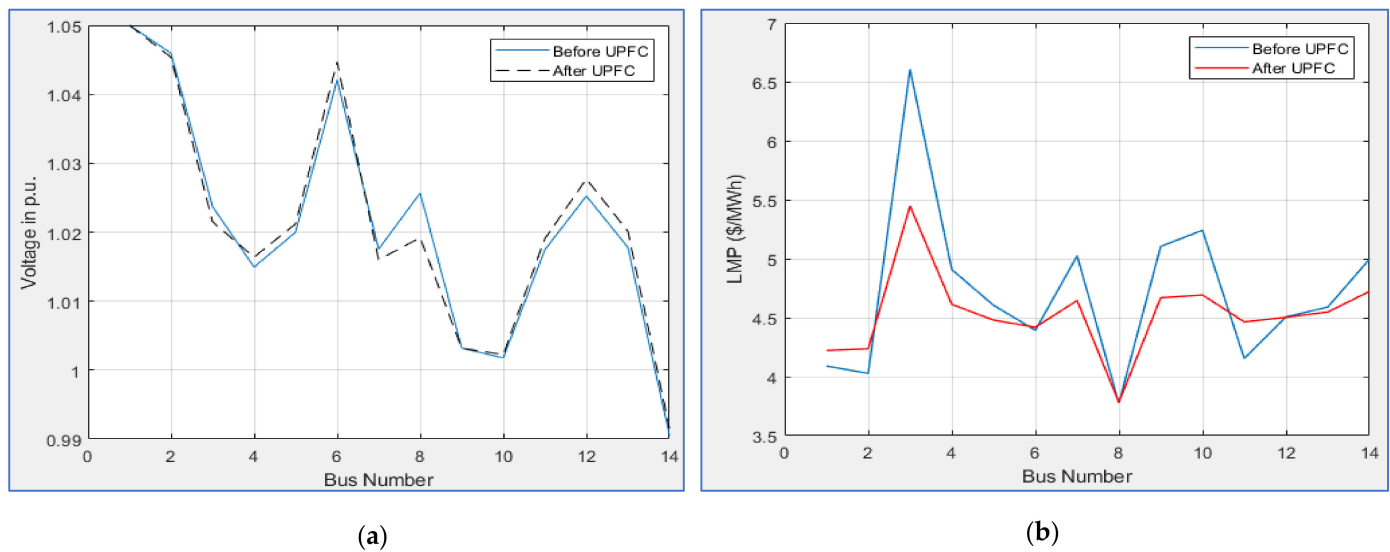 1.05
1.04
1.03
1.02
1.01
1
0.99
Voltage in p.u.
Before UPFC
After UPFC
0 2 4 6 8 10 12 14
Bus Number
(a)
7
6.5
6
5.5
5
4.5
4
3.5
LMP ($/MWh)
Before UPFC
After UPFC
0 2 4 6 8 10 12 14
Bus Number
(b)